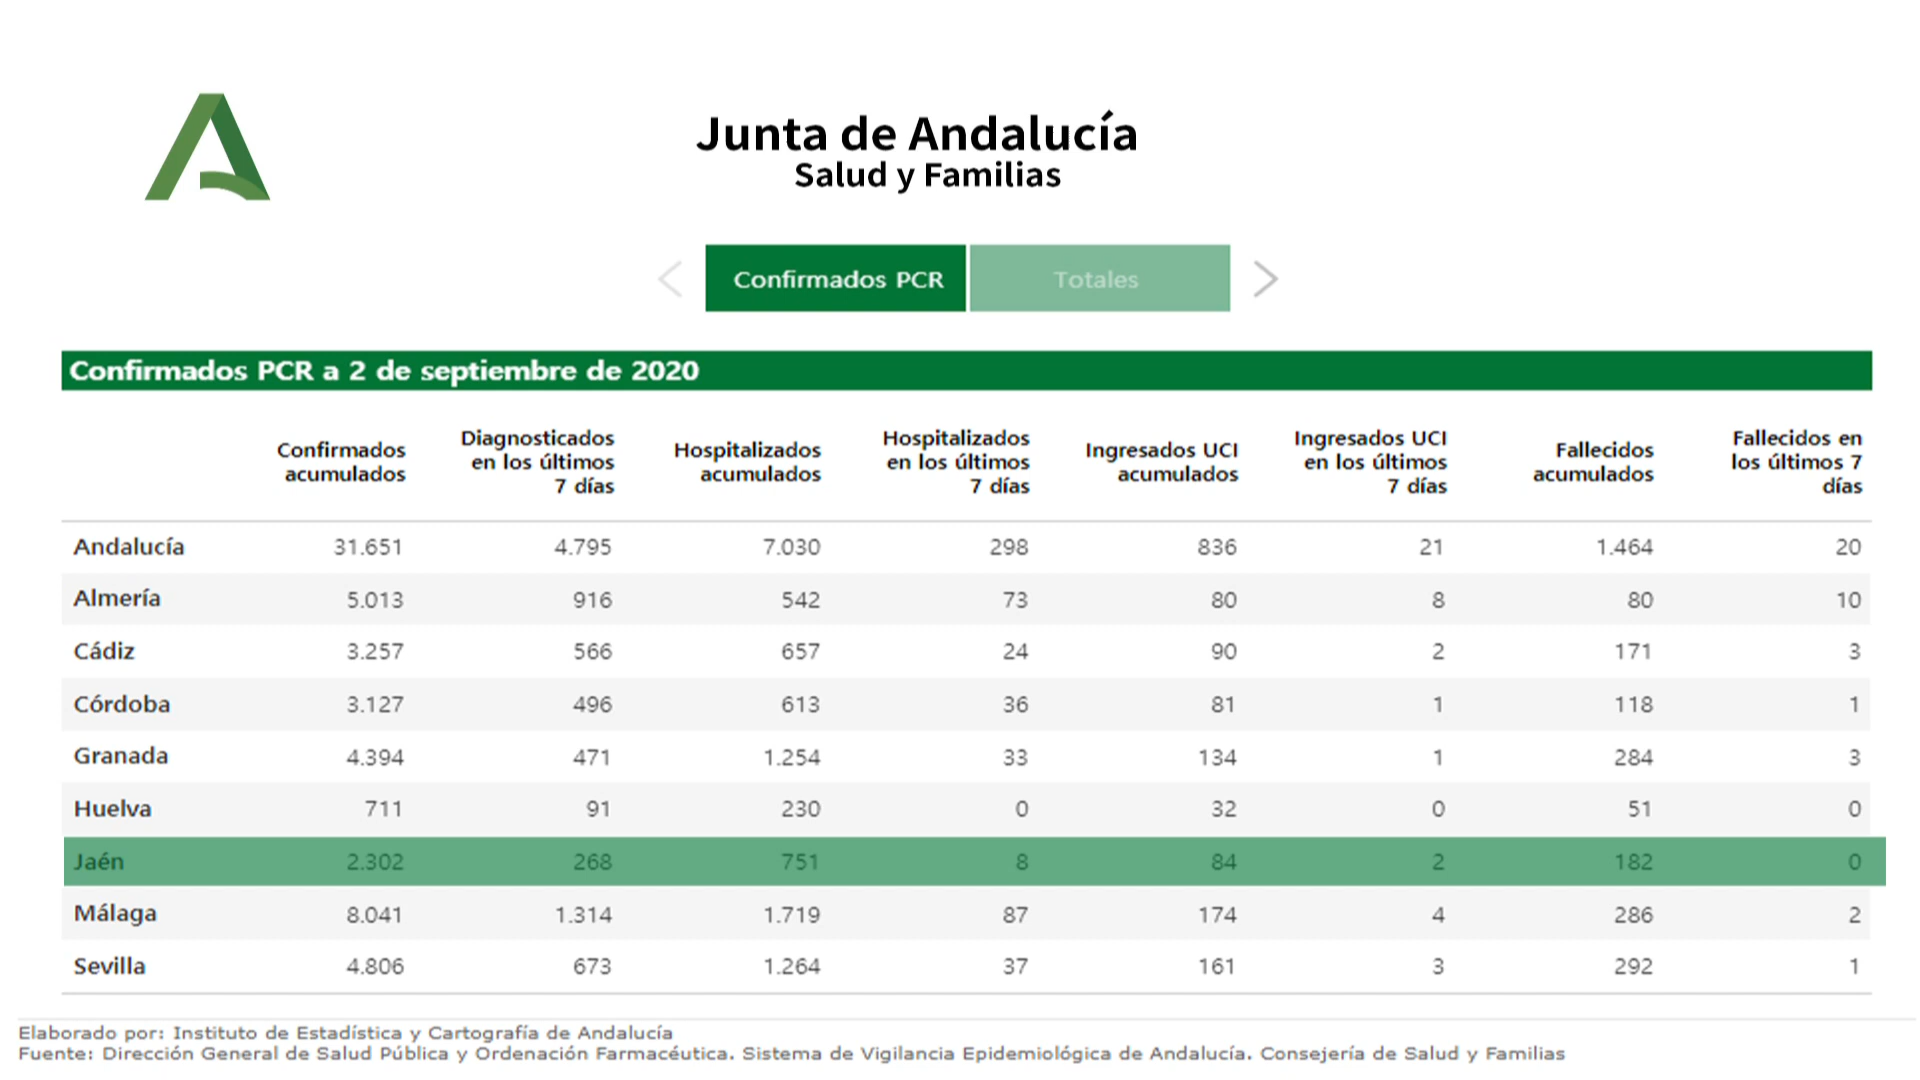 Junta de Andalucía
Salud y Familias
Confirmados PCR Totales
Confirmados PCR a 2 de septiembre de 2020
Confirmados acumulados Diagnosticados en los últimos 7 días Hospitalizados acumulados Hospitalizados en los últimos 7 días Ingresados UCI acumulados Ingresados UCI en los últimos 7 días Fallecidos acumulados Fallecidos en los últimos 7 días
Andalucía 31.651 4.795 7.030 298 836 21 1.464 20
Almería 5.013 916 542 73 80 8 80 10
Cádiz 3.257 566 657 24 90 2 171 3
Córdoba 3.127 496 613 36 81 1 118 1
Granada 4.394 471 1.254 33 134 1 284 3
Huelva 711 91 230 0 32 0 51 0
Jaén 2.302 268 751 8 84 2 182 0
Málaga 8.041 1.314 1.719 87 174 4 286 2
Sevilla 4.806 673 1.264 37 161 3 292 1
Elaborado por: Instituto de Estadística y Cartografía de Andalucía
Fuente: Dirección General de Salud Pública y Ordenación Farmacéutica. Sistema de Vigilancia Epidemiológica de Andalucía. Consejería de Salud y Familias